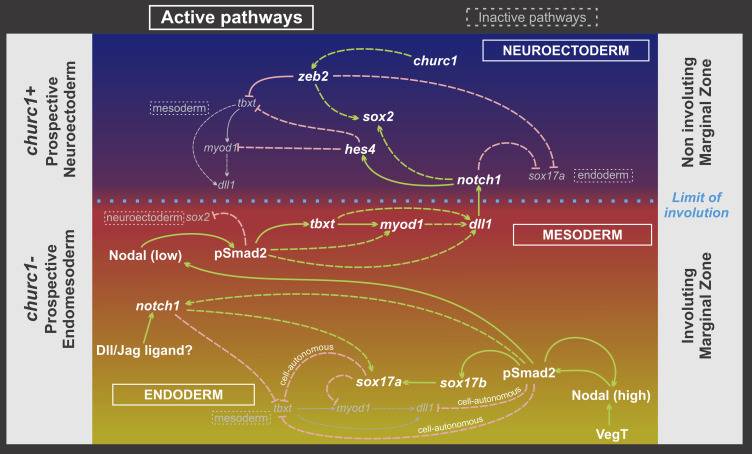 Active pathways
Inactive pathways
churc1+
Prospective
Neuroectoderm
churc1-
Prospective
Endomesoderm
NEUROECTODERM
churc1
zeb2
mesoderm
tbxt
sox2
myod1
hes4
dll1
notch1
sox17a
endoderm
neuroectoderm
sox2
tbxt
myod1
dll1
MESODERM
Nodal (low)
pSmad2
notch1
Dll/Jag ligand?
cell-autonomous
sox17a
sox17b
pSmad2
ENDODERM
cell-autonomous
Nodal (high)
tbxt
myod1
dll1
mesoderm
cell-autonomous
VegT
Non involuting
Marginal Zone
Limit of
involution
Involuting
Marginal Zone